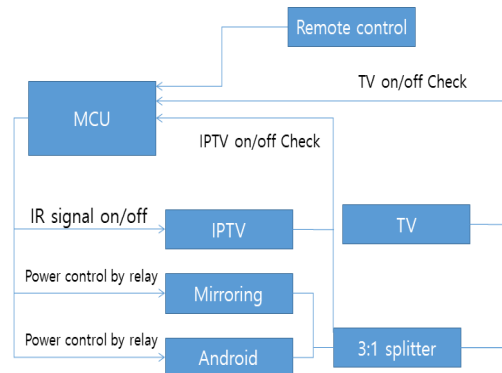 Remote control
TV on/off Check
MCU
IPTV on/off Check
IR signal on/off
IPTV
TV
Power control by relay
Mirroring
Power control by relay
Android
3:1 splitter